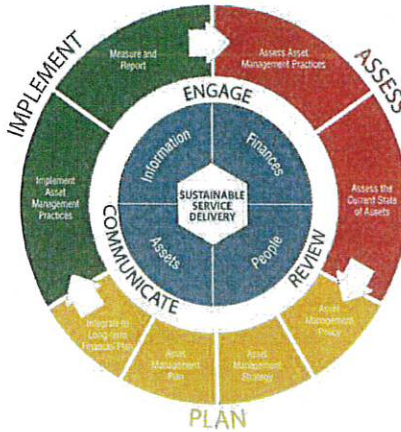 IMPLEMENT
ASSESS
PLAN
Measure and
Report
Assess Asset
Management Practices
Implement
Asset
Management
Practices
Assess the
Current State
of Assets
ENGAGE
COMMUNICATE
REVIEW
Information
Finances
Assets
People
SUSTAINABLE
SERVICE
DELIVERY
Integrate to
Long-term
Financial Plan
Asset
Management
Plan
Asset
Management
Strategy
Asset
Management
Policy